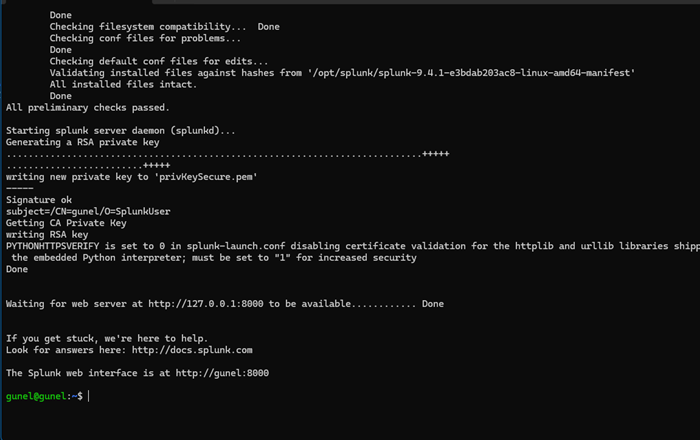 Done
Checking filesystem compatibility...  Done
Checking conf files for problems...
Done
Checking default conf files for edits...
Validating installed files against hashes from '/opt/splunk/splunk-9.4.1-e3bdab203ac8-linux-amd64-manifest'
All installed files intact.
Done
All preliminary checks passed.
Starting splunk server daemon (splunkd)...
Generating a RSA private key
...........................................................................+++++
.........................+++++
writing new private key to 'privKeySecure.pem'
-----
Signature ok
subject=/CN=gunel/O=SplunkUser
Getting CA Private Key
writing RSA key
PYTHONHTTPSVERIFY is set to 0 in splunk-launch.conf disabling certificate validation for the httplib and urllib libraries shipp
the embedded Python interpreter; must be set to "1" for increased security
Done
Waiting for web server at http://127.0.0.1:8000 to be available............ Done
If you get stuck, we're here to help.
Look for answers here: http://docs.splunk.com
The Splunk web interface is at http://gunel:8000
gunel@gunel:~$